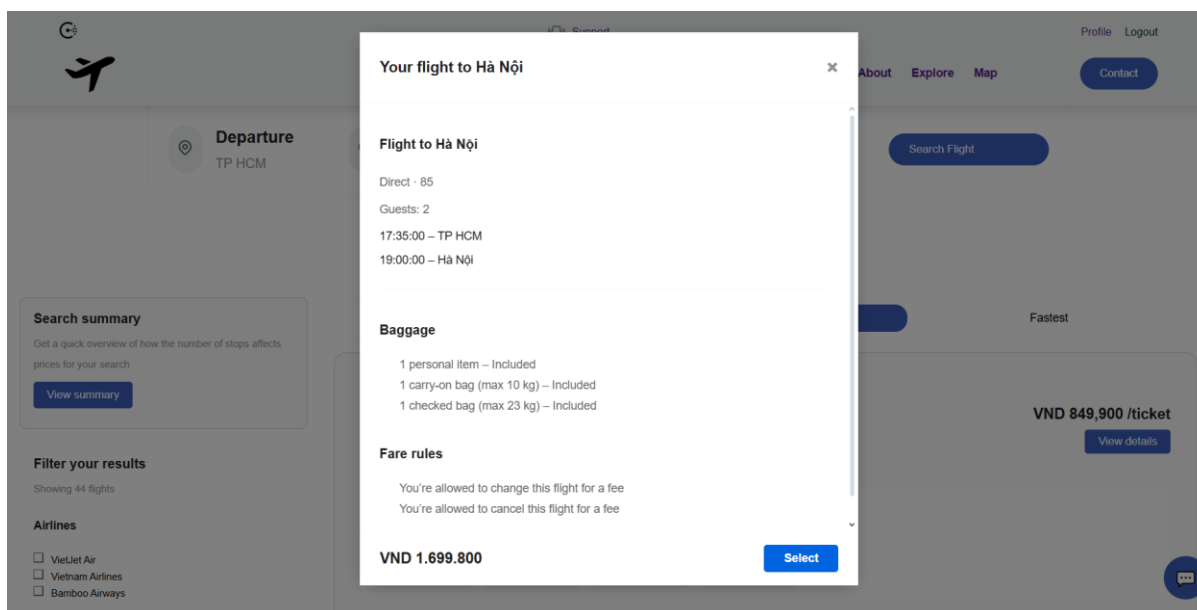 Support
Profile Logout
About Explore Map
Contact
Departure
TP HCM
Search Flight
Your flight to Hà Nội
×
Flight to Hà Nội
Direct · 85
Guests: 2
17:35:00 – TP HCM
19:00:00 – Hà Nội
Baggage
1 personal item – Included
1 carry-on bag (max 10 kg) – Included
1 checked bag (max 23 kg) – Included
Fare rules
You're allowed to change this flight for a fee
You're allowed to cancel this flight for a fee
VND 1.699.800
Select
Search summary
Get a quick overview of how the number of stops affects
prices for your search
View summary
Filter your results
Showing 44 flights
Airlines
VietJet Air
Vietnam Airlines
Bamboo Airways
Fastest
VND 849,900 /ticket
View details